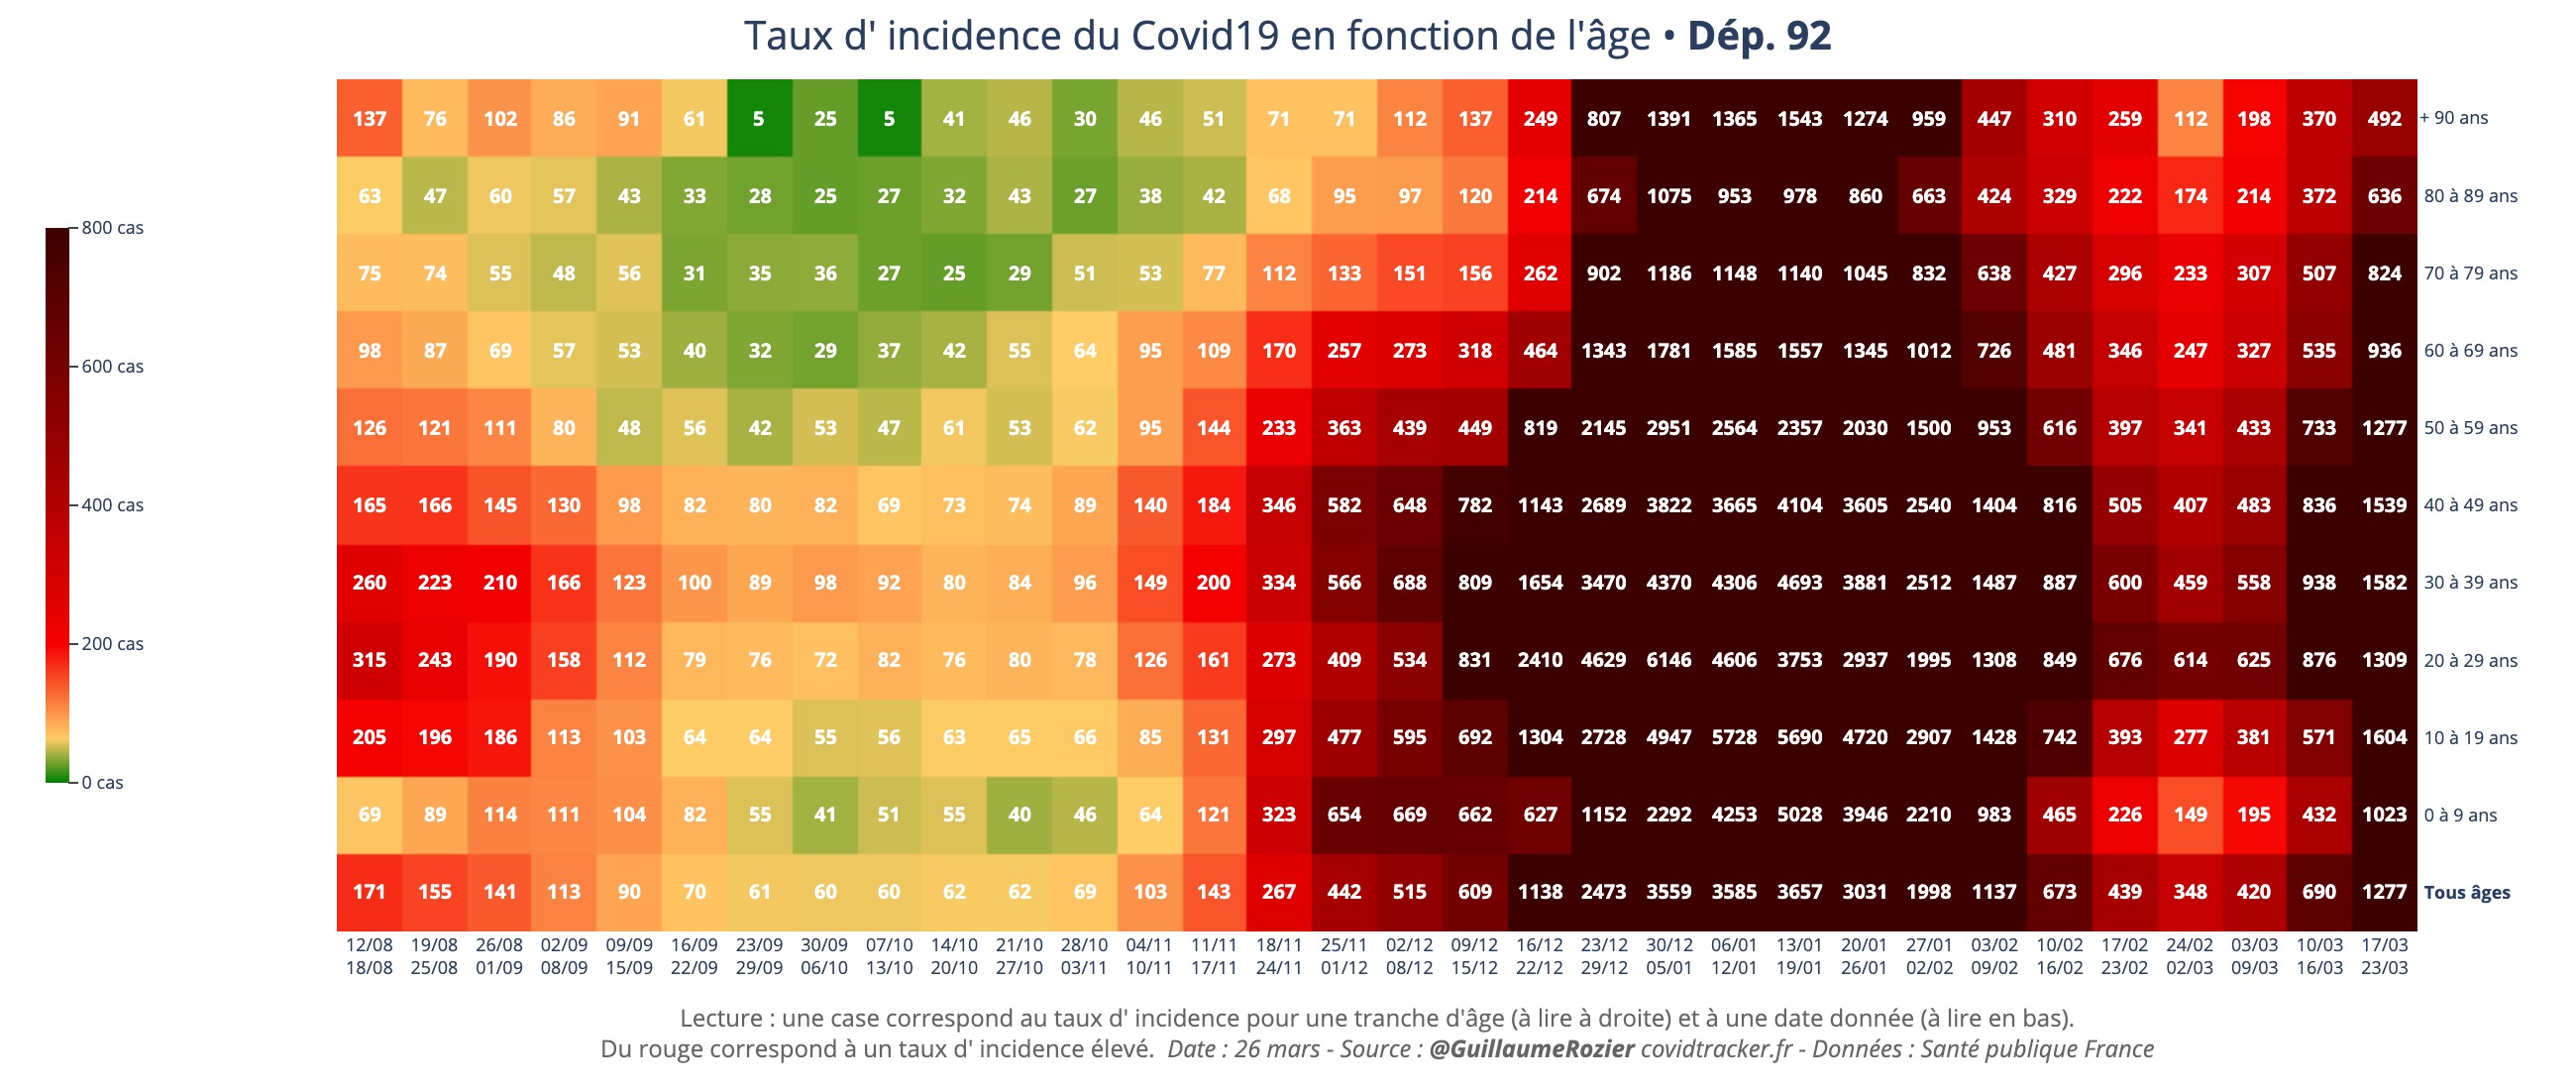 Taux d' incidence du Covid19 en fonction de l'âge • Dép. 92
137 76 102 86 91 61 5 25 5 41 46 30 46 51 71 71 112 137 249 807 1391 1365 1543 1274 959 447 310 259 112 198 370 492 + 90 ans
63 47 60 57 43 33 28 25 27 32 43 27 38 42 68 95 97 120 214 674 1075 953 978 860 663 424 329 222 174 214 372 636 80 à 89 ans
800 cas
75 74 55 48 56 31 35 36 27 25 29 51 53 77 112 133 151 156 262 902 1186 1148 1140 1045 832 638 427 296 233 307 507 824 70 à 79 ans
98 87 69 57 53 40 32 29 37 42 55 64 95 109 170 257 273 318 464 1343 1781 1585 1557 1345 1012 726 481 346 247 327 535 936 60 à 69 ans
600 cas
126 121 111 80 48 56 42 53 47 61 53 62 95 144 233 363 439 449 819 2145 2951 2564 2357 2030 1500 953 616 397 341 433 733 1277 50 à 59 ans
400 cas
165 166 145 130 98 82 80 82 69 73 74 89 140 184 346 582 648 782 1143 2689 3822 3665 4104 3605 2540 1404 816 505 407 483 836 1539 40 à 49 ans
260 223 210 166 123 100 89 98 92 80 84 96 149 200 334 566 688 809 1654 3470 4370 4306 4693 3881 2512 1487 887 600 459 558 938 1582 30 à 39 ans
200 cas
315 243 190 158 112 79 76 72 82 76 80 78 126 161 273 409 534 831 2410 4629 6146 4606 3753 2937 1995 1308 849 676 614 625 876 1309 20 à 29 ans
205 196 186 113 103 64 64 55 56 63 65 66 85 131 297 477 595 692 1304 2728 4947 5728 5690 4720 2907 1428 742 393 277 381 571 1604 10 à 19 ans
0 cas
69 89 114 111 104 82 55 41 51 55 40 46 64 121 323 654 669 662 627 1152 2292 4253 5028 3946 2210 983 465 226 149 195 432 1023 0 à 9 ans
171 155 141 113 90 70 61 60 60 62 62 69 103 143 267 442 515 609 1138 2473 3559 3585 3657 3031 1998 1137 673 439 348 420 690 1277 Tous âges
12/08 19/08 26/08 02/09 09/09 16/09 23/09 30/09 07/10 14/10 21/10 28/10 04/11 11/11 18/11 25/11 02/12 09/12 16/12 23/12 30/12 06/01 13/01 20/01 27/01 03/02 10/02 17/02 24/02 03/03 10/03 17/03
18/08 25/08 01/09 08/09 15/09 22/09 29/09 06/10 13/10 20/10 27/10 03/11 10/11 17/11 24/11 01/12 08/12 15/12 22/12 29/12 05/01 12/01 19/01 26/01 02/02 09/02 16/02 23/02 02/03 09/03 16/03 23/03
Lecture : une case correspond au taux d' incidence pour une tranche d'âge (à lire à droite) et à une date donnée (à lire en bas).
Du rouge correspond à un taux d' incidence élevé. Date : 26 mars - Source : @GuillaumeRozier covidtracker.fr - Données : Santé publique France